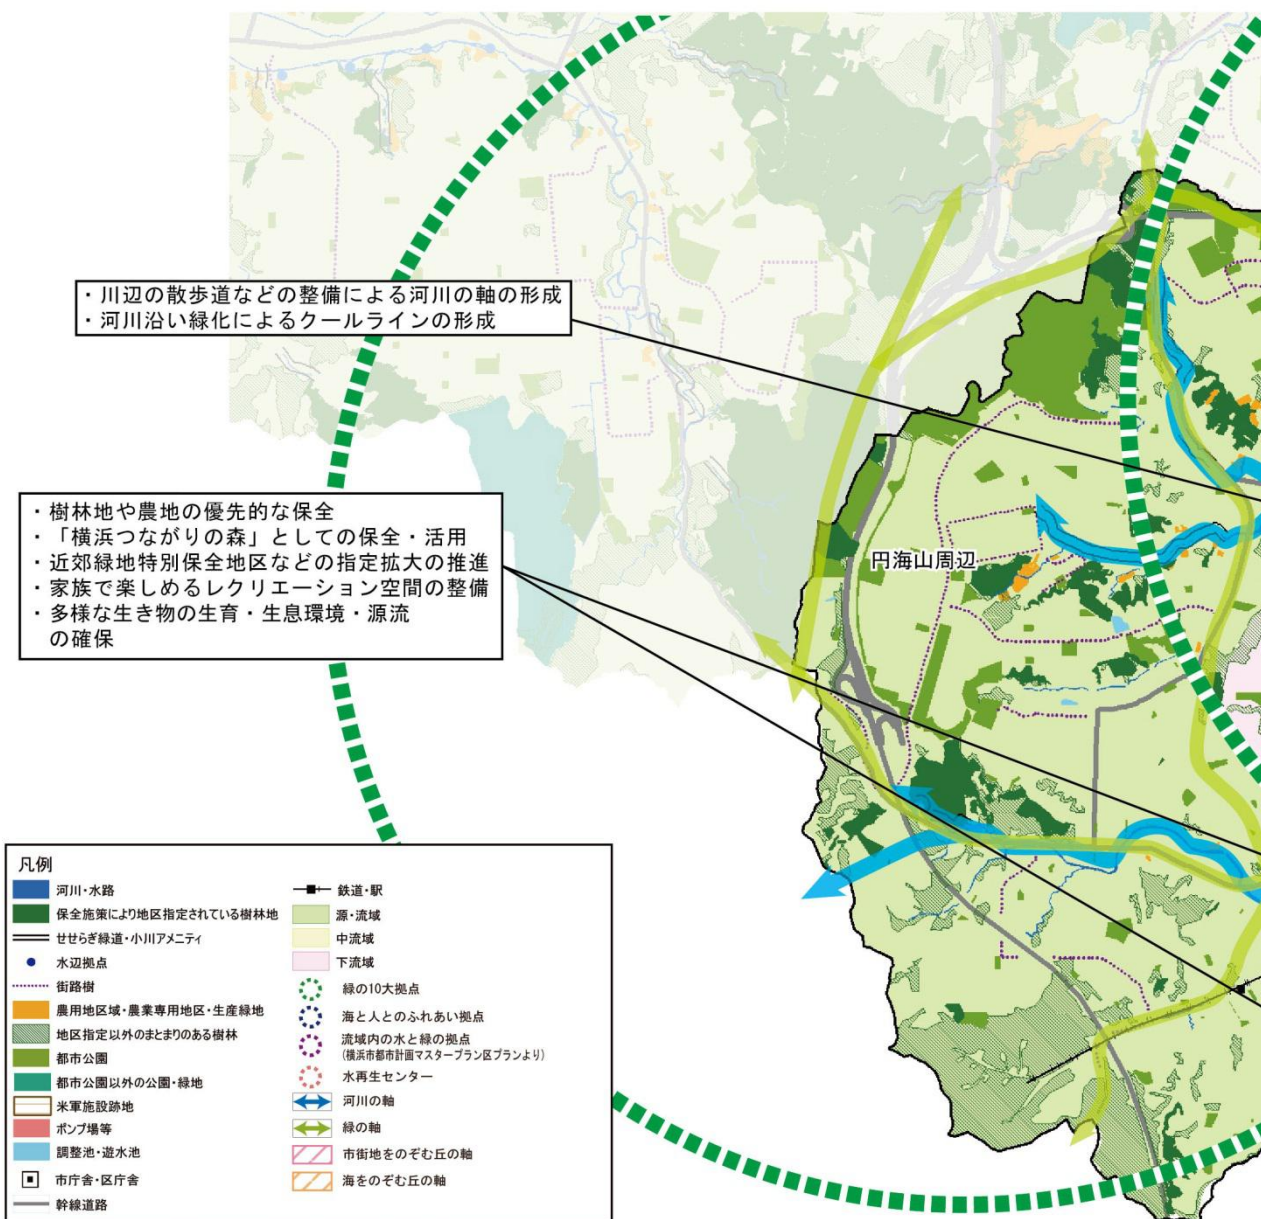 ・川辺の散歩道などの整備による河川の軸の形成
・河川沿い緑化によるクールラインの形成
・樹林地や農地の優先的な保全
・「横浜つながりの森」としての保全・活用
・近郊緑地特別保全地区などの指定拡大の推進
・家族で楽しめるレクリエーション空間の整備
・多様な生き物の生育・生息環境・源流
の確保
円海山周辺
凡例
河川・水路
保全施策により地区指定されている樹林地
せせらぎ緑道・小川アメニティ
水辺拠点
街路樹
農用地区域・農業専用地区・生産緑地
地区指定以外のまとまりのある樹林
都市公園
都市公園以外の公園・緑地
米軍施設跡地
ポンプ場等
調整池・遊水池
市庁舎・区庁舎
幹線道路
鉄道・駅
源・流域
中流域
下流域
緑の10大拠点
海と人とのふれあい拠点
流域内の水と緑の拠点
(横浜市都市計画マスタープラン区プランより)
水再生センター
河川の軸
緑の軸
市街地をのぞむ丘の軸
海をのぞむ丘の軸